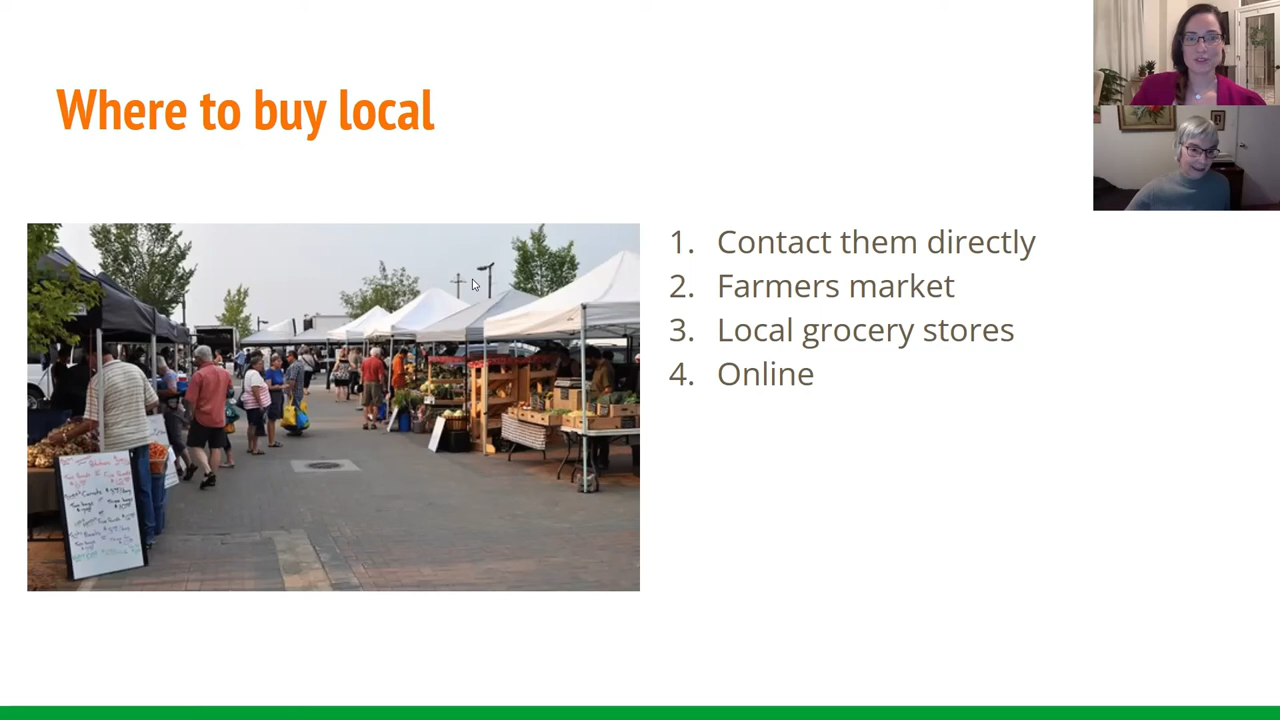 Where to buy local
1. Contact them directly
2. Farmers market
3. Local grocery stores
4. Online